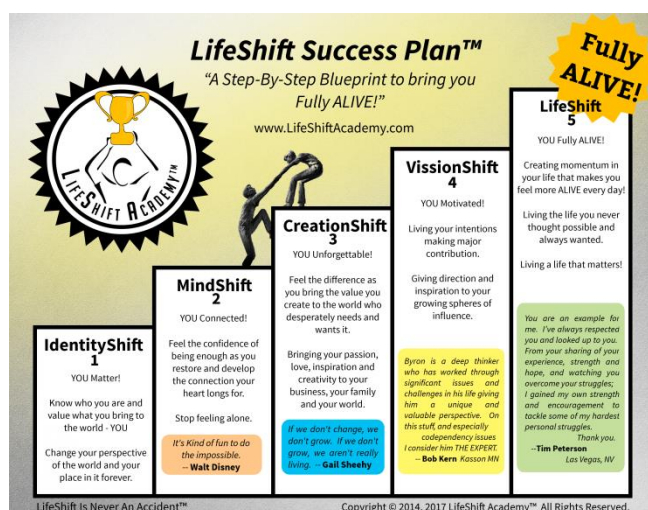 LifeShift Success Plan™
“A Step-By-Step Blueprint to bring you
Fully ALIVE!”
www.LifeShiftAcademy.com
Fully
ALIVE!
LIFESHIFT ACADEMY™
IdentityShift
1
YOU Matter!
Know who you are and
value what you bring to
the world - YOU
Change your perspective
of the world and your
place in it forever.
MindShift
2
YOU Connected!
Feel the confidence of
being enough as you
restore and develop
the connection your
heart longs for.
Stop feeling alone.
It's Kind of fun to do
the impossible.
-- Walt Disney
CreationShift
3
YOU Unforgettable!
Feel the difference as
you bring the value you
create to the world who
desperately needs and
wants it.
Bringing your passion,
love, inspiration and
creativity to your
business, your family
and your world.
If we don't change, we
don't grow. If we don't
grow, we aren't really
living. -- Gail Sheehy
VissionShift
4
YOU Motivated!
Living your intentions
making major
contribution.
Giving direction and
inspiration to your
growing spheres of
influence.
Byron is a deep thinker
who has worked through
significant issues and
challenges in his life giving
him a unique and
valuable perspective. On
this stuff, and especially
codependency issues
I consider him THE EXPERT.
-- Bob Kern Kasson MN
LifeShift
5
YOU Fully ALIVE!
Creating momentum in
your life that makes you
feel more ALIVE every day!
Living the life you never
thought possible and
always wanted.
Living a life that matters!
You are an example for
me. I've always respected
you and looked up to you.
From your sharing of your
experience, strength and
hope, and watching you
overcome your struggles;
I gained my own strength
and encouragement to
tackle some of my hardest
personal struggles.
Thank you.
--Tim Peterson
Las Vegas, NV
LifeShift Is Never An Accident™
Copyright © 2014, 2017 LifeShift Academy™ All Rights Reserved.